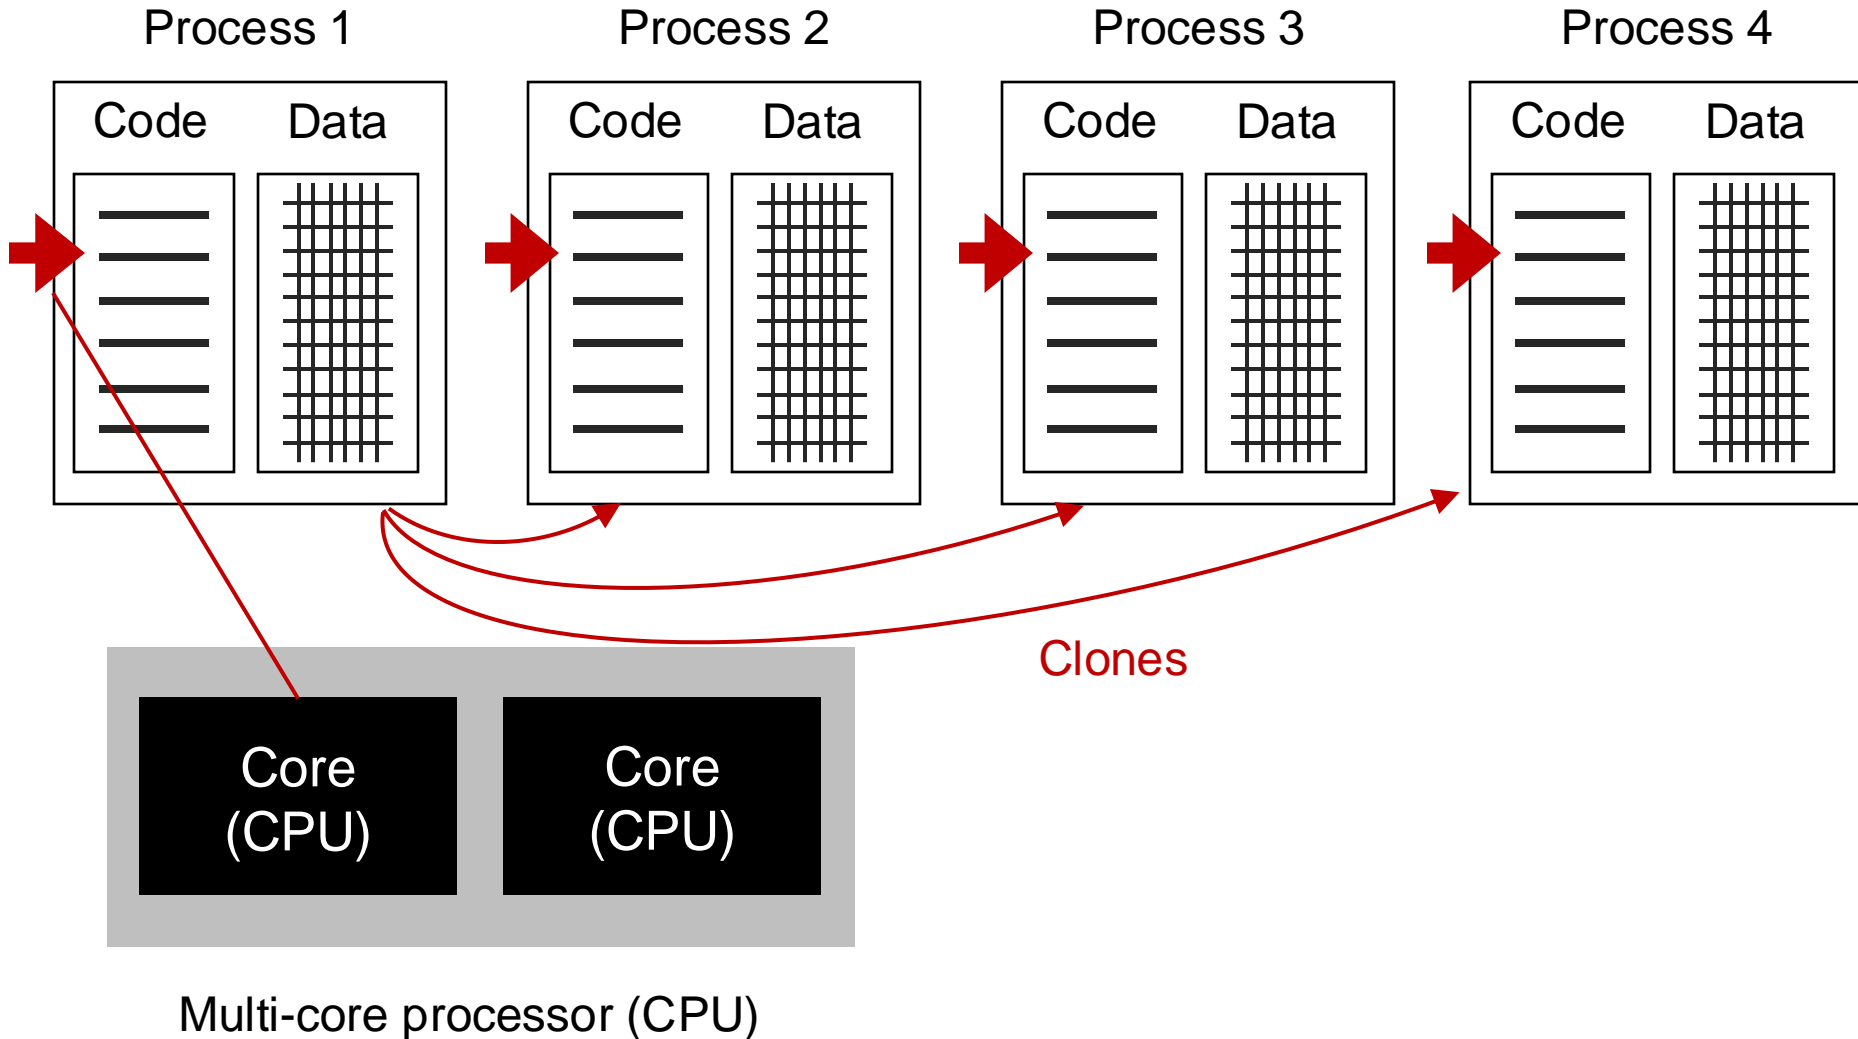 Process 1
Process 2
Process 3
Process 4
Code
Data
Code
Data
Code
Data
Code
Data
Clones
Core
(CPU)
Core
(CPU)
Multi-core processor (CPU)